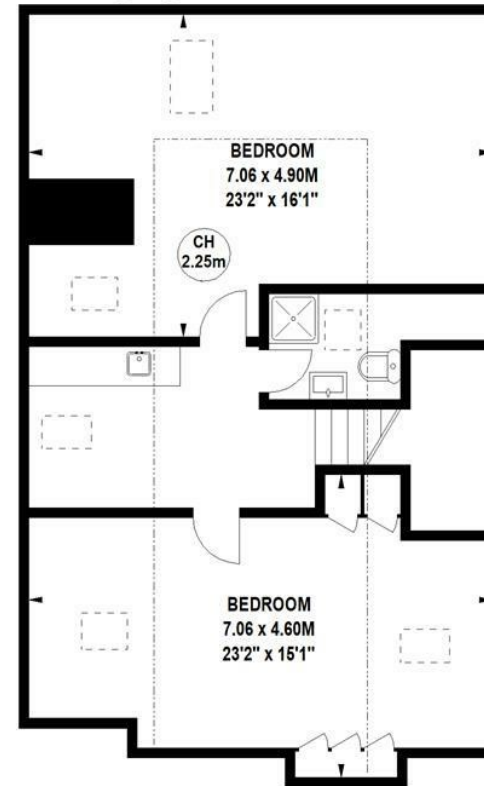 BEDROOM
7.06 x 4.90M
23'2" x 16'1"
CH
2.25m
BEDROOM
7.06 x 4.60M
23'2" x 15'1"